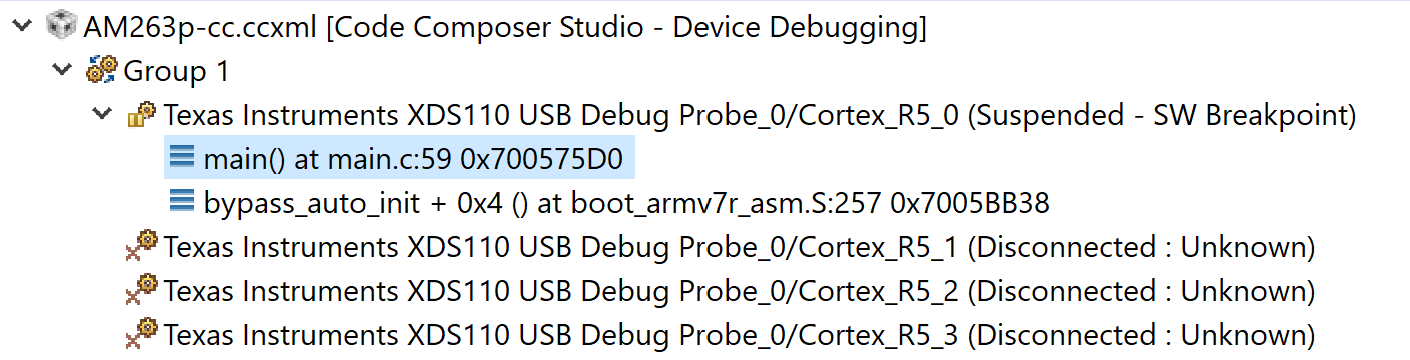 AM263p-cc.ccxml [Code Composer Studio - Device Debugging]
Group 1
Texas Instruments XDS110 USB Debug Probe_0/Cortex_R5_0 (Suspended - SW Breakpoint)
main() at main.c:59 0x700575D0
bypass_auto_init + 0x4 () at boot_armv7r_asm.S:257 0x7005BB38
Texas Instruments XDS110 USB Debug Probe_0/Cortex_R5_1 (Disconnected : Unknown)
Texas Instruments XDS110 USB Debug Probe_0/Cortex_R5_2 (Disconnected : Unknown)
Texas Instruments XDS110 USB Debug Probe_0/Cortex_R5_3 (Disconnected : Unknown)